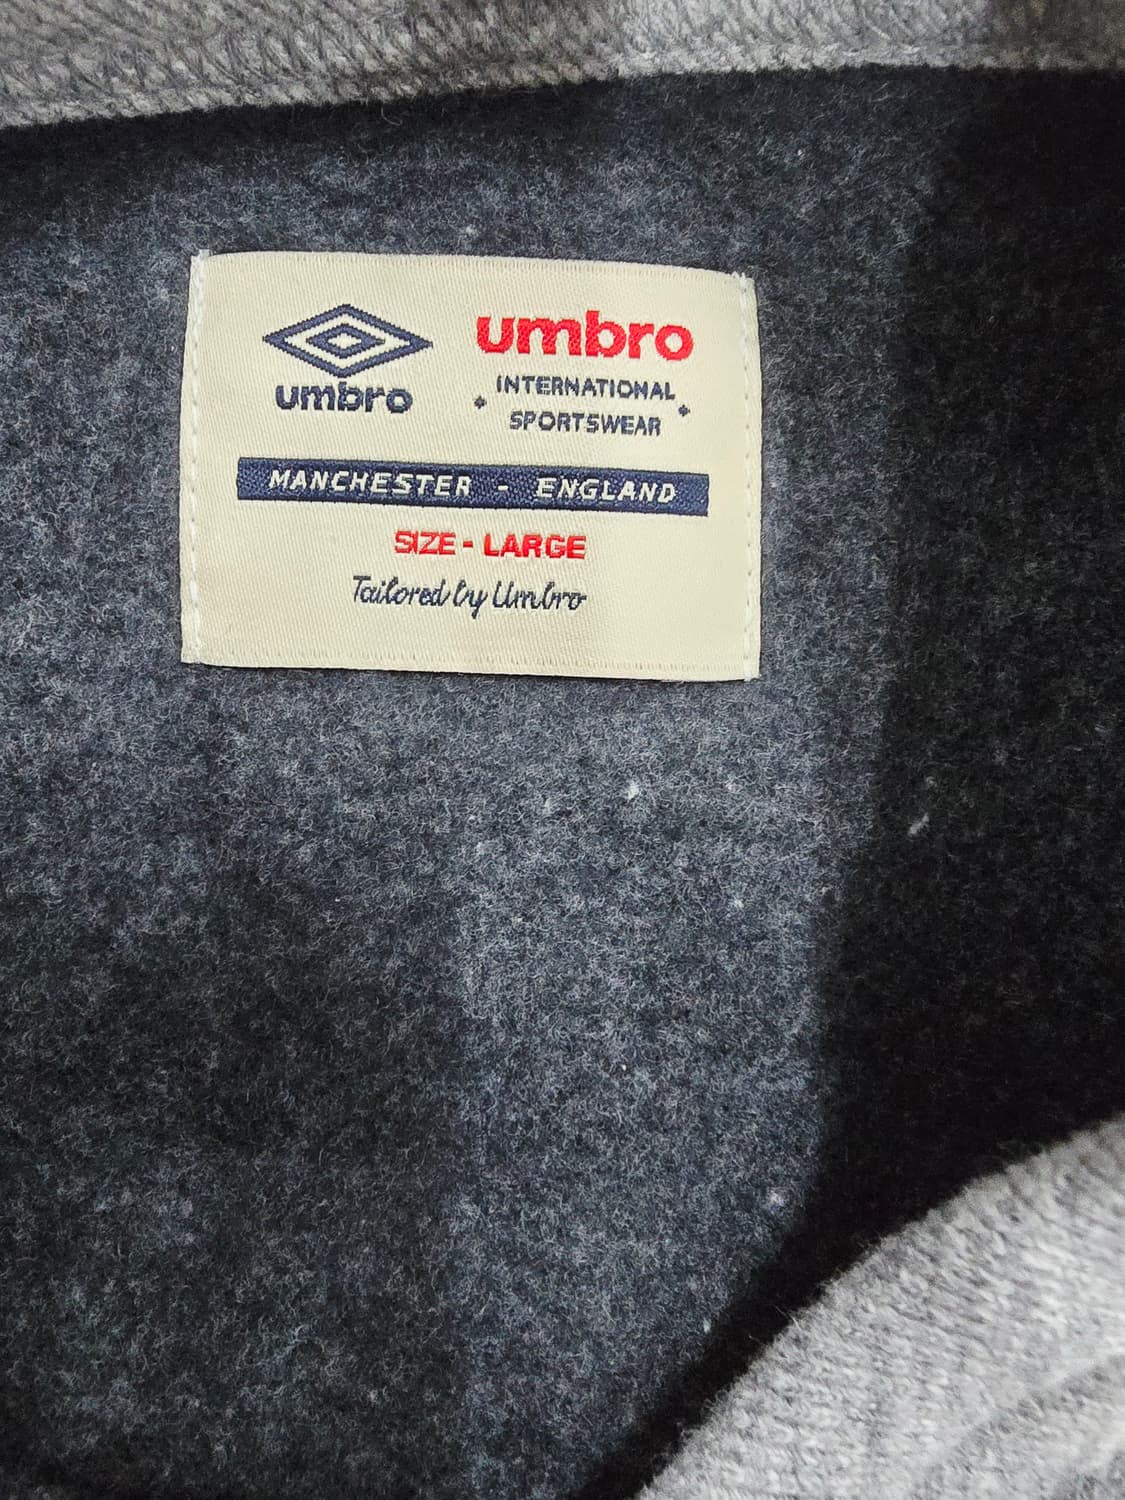 umbro
umbro
INTERNATIONAL
SPORTSWEAR
MANCHESTER - ENGLAND
SIZE - LARGE
Tailored by Umbro